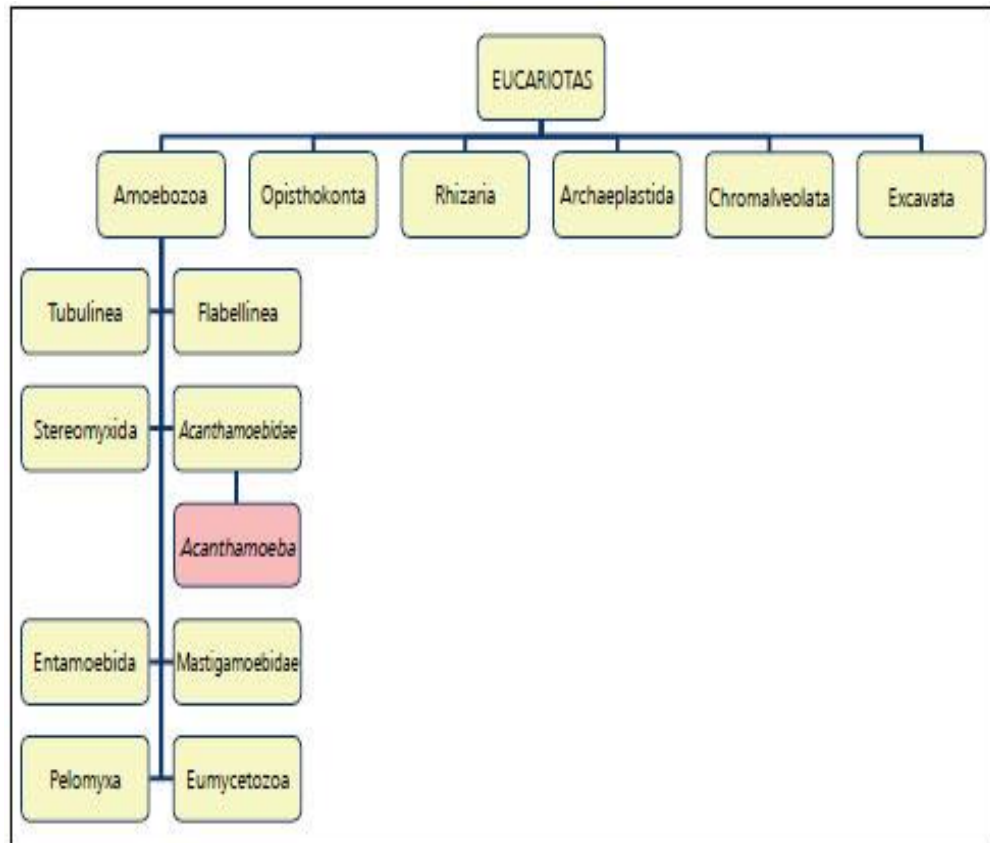 EUCARIOTAS
Amoebozoa
Opisthokonta
Rhizaria
Archaeplastida
Chromalveolata
Excavata
Tubulinea
Flabellinea
Stereomyxida
Acanthamoebidae
Acanthamoeba
Entamoebida
Mastigamoebidae
Pelomyxa
Eumycetozoa